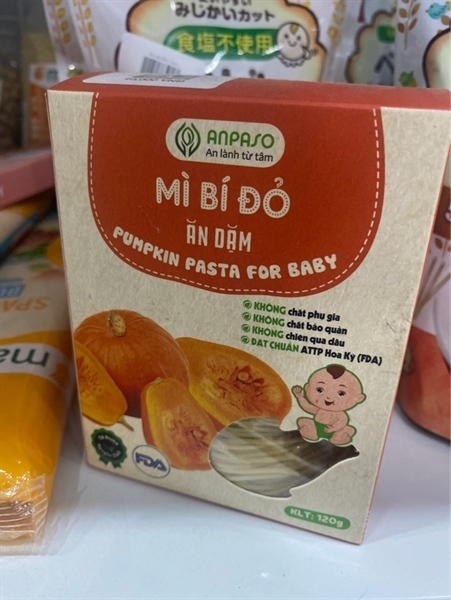 みじかいカット
食塩不使用
ANPASO
An lành từ tâm
MÌ BÍ ĐỎ
ĂN DẶM
PUMPKIN PASTA FOR BABY
KHÔNG chất phụ gia
KHÔNG chất bảo quản
KHÔNG chiên qua dầu
ĐẠT CHUẨN ATTP Hoa Kỳ (FDA)
FDA
KLT: 120g
SPA
ma